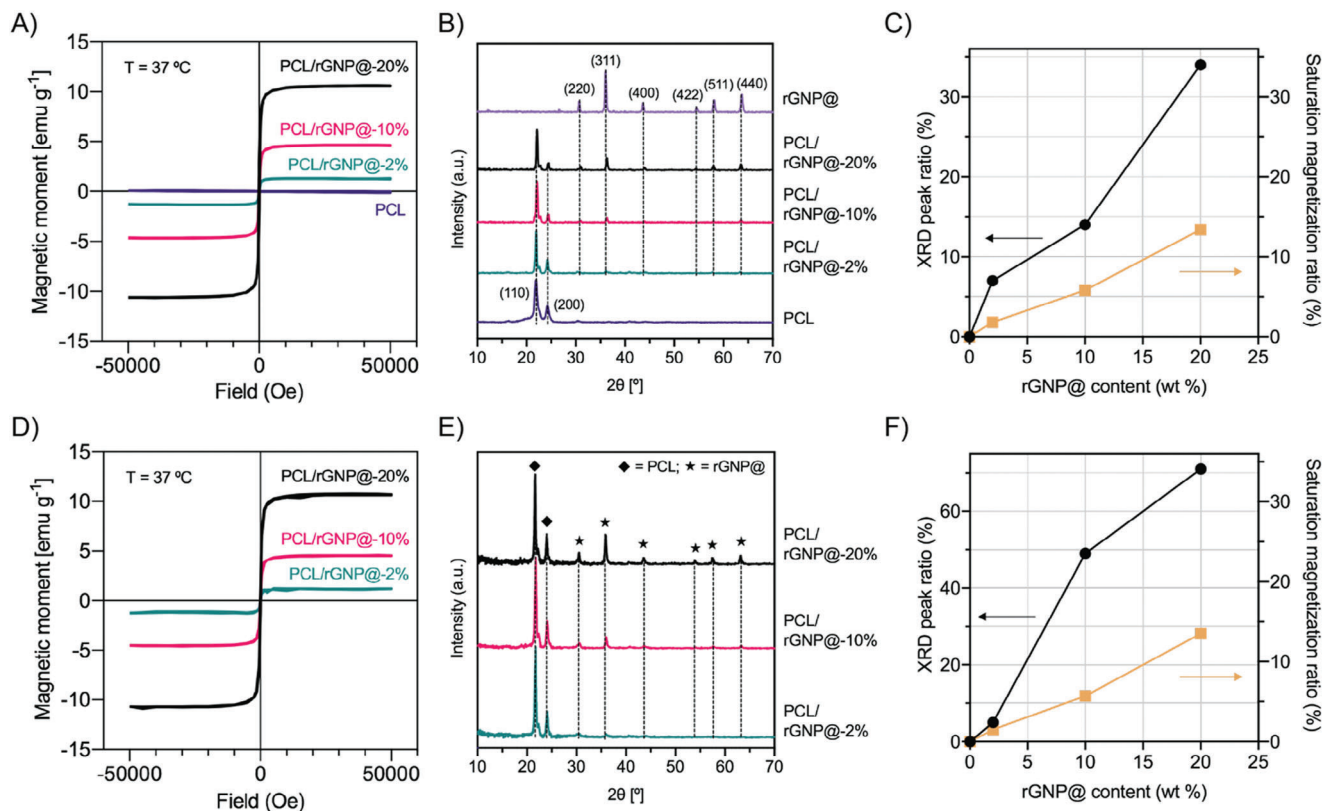 A)
T = 37 ºC
PCL/rGNP@-20%
PCL/rGNP@-10%
PCL/rGNP@-2%
PCL
15
10
5
0
-5
-10
-15
-50000
0
50000
Magnetic moment [emu g⁻¹]
Field (Oe)
B)
(311)
(220)
(400)
(422)
(511)
(440)
rGNP@
PCL/
rGNP@-20%
PCL/
rGNP@-10%
PCL/
rGNP@-2%
(110)
(200)
PCL
Intensity (a.u.)
10 20 30 40 50 60 70
2θ [º]
C)
XRD peak ratio (%)
30
20
10
0
Saturation magnetization ratio (%)
30
20
10
0
0 5 10 15 20 25
rGNP@ content (wt %)
D)
T = 37 ºC
PCL/rGNP@-20%
PCL/rGNP@-10%
PCL/rGNP@-2%
15
10
5
0
-5
-10
-15
-50000
0
50000
Magnetic moment [emu g⁻¹]
Field (Oe)
E)
◆ = PCL; ★ = rGNP@
PCL/
rGNP@-20%
PCL/
rGNP@-10%
PCL/
rGNP@-2%
Intensity (a.u.)
10 20 30 40 50 60 70
2θ [º]
F)
XRD peak ratio (%)
60
40
20
0
Saturation magnetization ratio (%)
30
20
10
0
0 5 10 15 20 25
rGNP@ content (wt %)